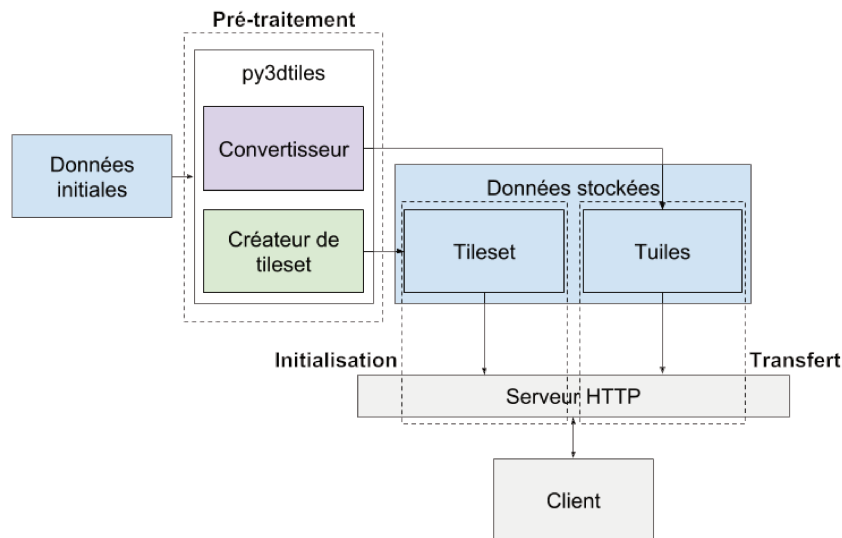 Pré-traitement
py3dtiles
Convertisseur
Données
initiales
Données stockées
Créateur de
tileset
Tileset
Tuiles
Initialisation
Transfert
Serveur HTTP
Client